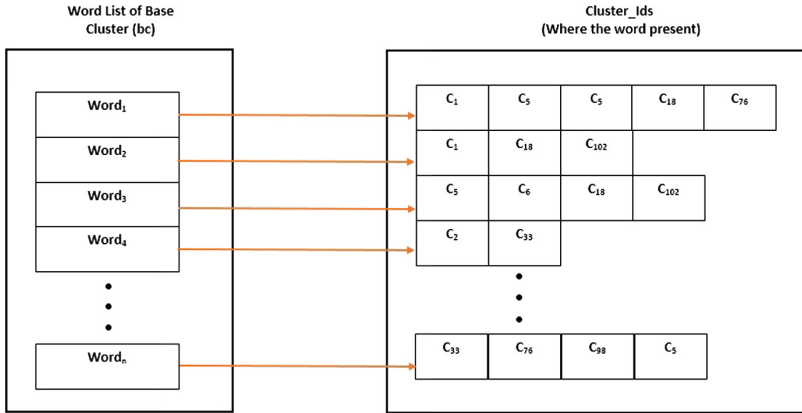 Word List of Base
Cluster (bc)
Cluster_Ids
(Where the word present)
Word₁ C₁ C₅ C₅ C₁₈ C₇₆
Word₂ C₁ C₁₈ C₁₀₂
Word₃ C₅ C₆ C₁₈ C₁₀₂
Word₄ C₂ C₃₃
Wordₙ C₃₃ C₇₆ C₉₈ C₅